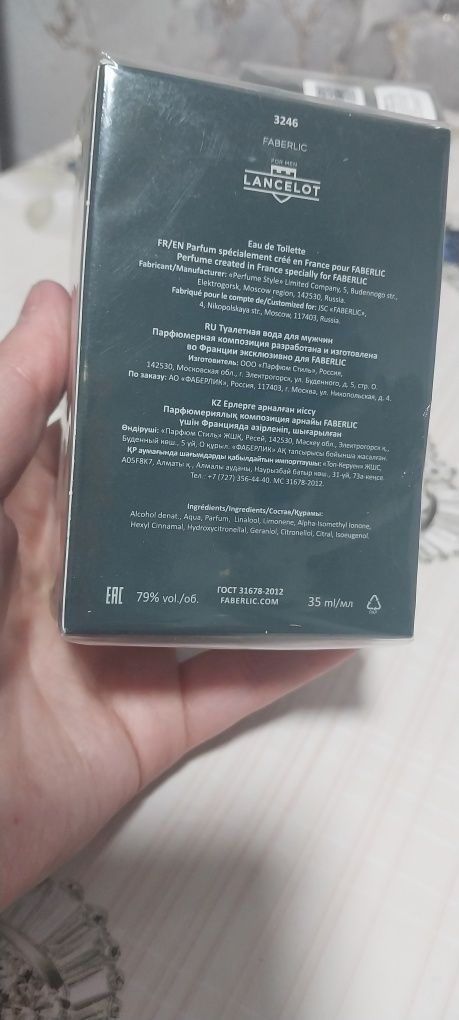 3246
FABERLIC
FOR MEN
LANCELOT
Eau de Toilette
FR/EN Parfum spécialement créé en France pour FABERLIC
Perfume created in France specially for FABERLIC
Fabricant/Manufacturer: «Perfume Style» Limited Company, 5, Budennogo str.,
Elektrogorsk, Moscow region, 142530, Russia.
Fabriqué pour le compte de/Customized for: JSC «FABERLIC»,
4, Nikopolskaya str., Moscow, 117403, Russia.
RU Туалетная вода для мужчин
Парфюмерная композиция разработана и изготовлена
во Франции эксклюзивно для FABERLIC
Изготовитель: ООО «Парфюм Стиль», Россия,
142530, Московская обл., г. Электрогорск, ул. Буденного, д. 5, стр. О.
По заказу: АО «ФАБЕРЛИК», Россия, 117403, г. Москва, ул. Никопольская, д. 4.
KZ Ерлерге арналған иіссу
Парфюмериялық композиция арнайы FABERLIC
үшін Францияда әзірленіп, шығарылған
Өндіруші: «Парфюм Стиль» ЖШҚ, Ресей, 142530, Мәскеу обл., Электрогорск қ.,
Буденный көш., 5 үй, О құрыл. «ФАБЕРЛИК» АҚ тапсырысы бойынша жасалған.
ҚР аумағында шағымдарды қабылдайтын импорттаушы: «Топ-Керуен» ЖШС,
A05F8K7, Алматы қ., Алмалы ауданы, Наурызбай батыр көш., 31-үй, 73а-кеңсе.
Тел.: +7 (727) 356-44-40. МС 31678-2012.
Ingrédients/Ingredients/Состав/Құрамы:
Alcohol denat., Aqua, Parfum, Linalool, Limonene, Alpha-Isomethyl Ionone,
Hexyl Cinnamal, Hydroxycitronellal, Geraniol, Citronellol, Citral, Isoeugenol.
EAC 79% vol./об. ГОСТ 31678-2012 35 ml/мл
FABERLIC.COM